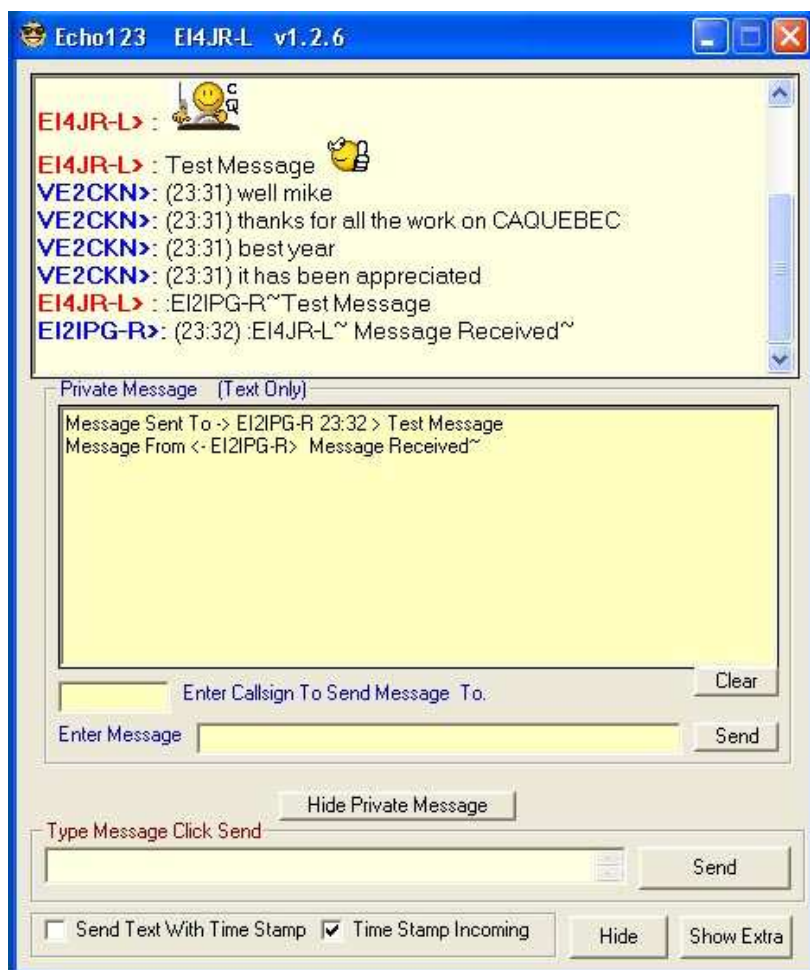 Echo123 EI4JR-L v1.2.6
EI4JR-L> : CQ
EI4JR-L> : Test Message
VE2CKN>: (23:31) well mike
VE2CKN>: (23:31) thanks for all the work on CAQUEBEC
VE2CKN>: (23:31) best year
VE2CKN>: (23:31) it has been appreciated
EI4JR-L> : :EI2IPG-R~Test Message
EI2IPG-R>: (23:32) :EI4JR-L~ Message Received~
Private Message (Text Only)
Message Sent To -> EI2IPG-R 23:32 > Test Message
Message From <- EI2IPG-R> Message Received~
Clear
Enter Callsign To Send Message To.
Enter Message
Send
Hide Private Message
Type Message Click Send
Send
Send Text With Time Stamp
Time Stamp Incoming
Hide
Show Extra